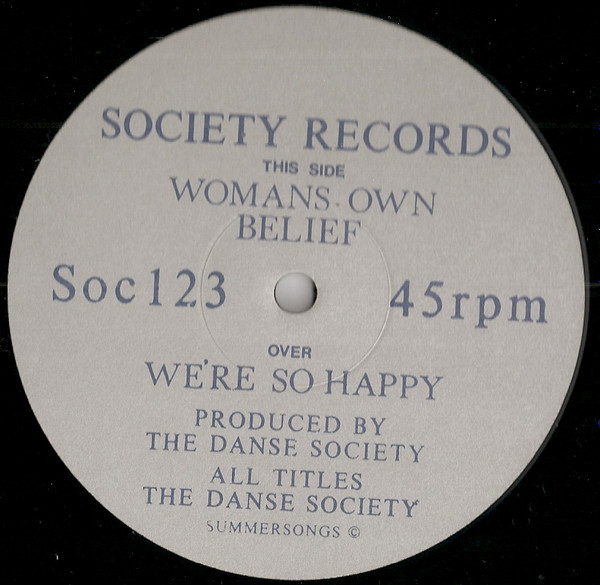 SOCIETY RECORDS
THIS SIDE
WOMANS OWN
BELIEF
Soc123 45rpm
OVER
WE'RE SO HAPPY
PRODUCED BY
THE DANSE SOCIETY
ALL TITLES
THE DANSE SOCIETY
SUMMERSONGS ©